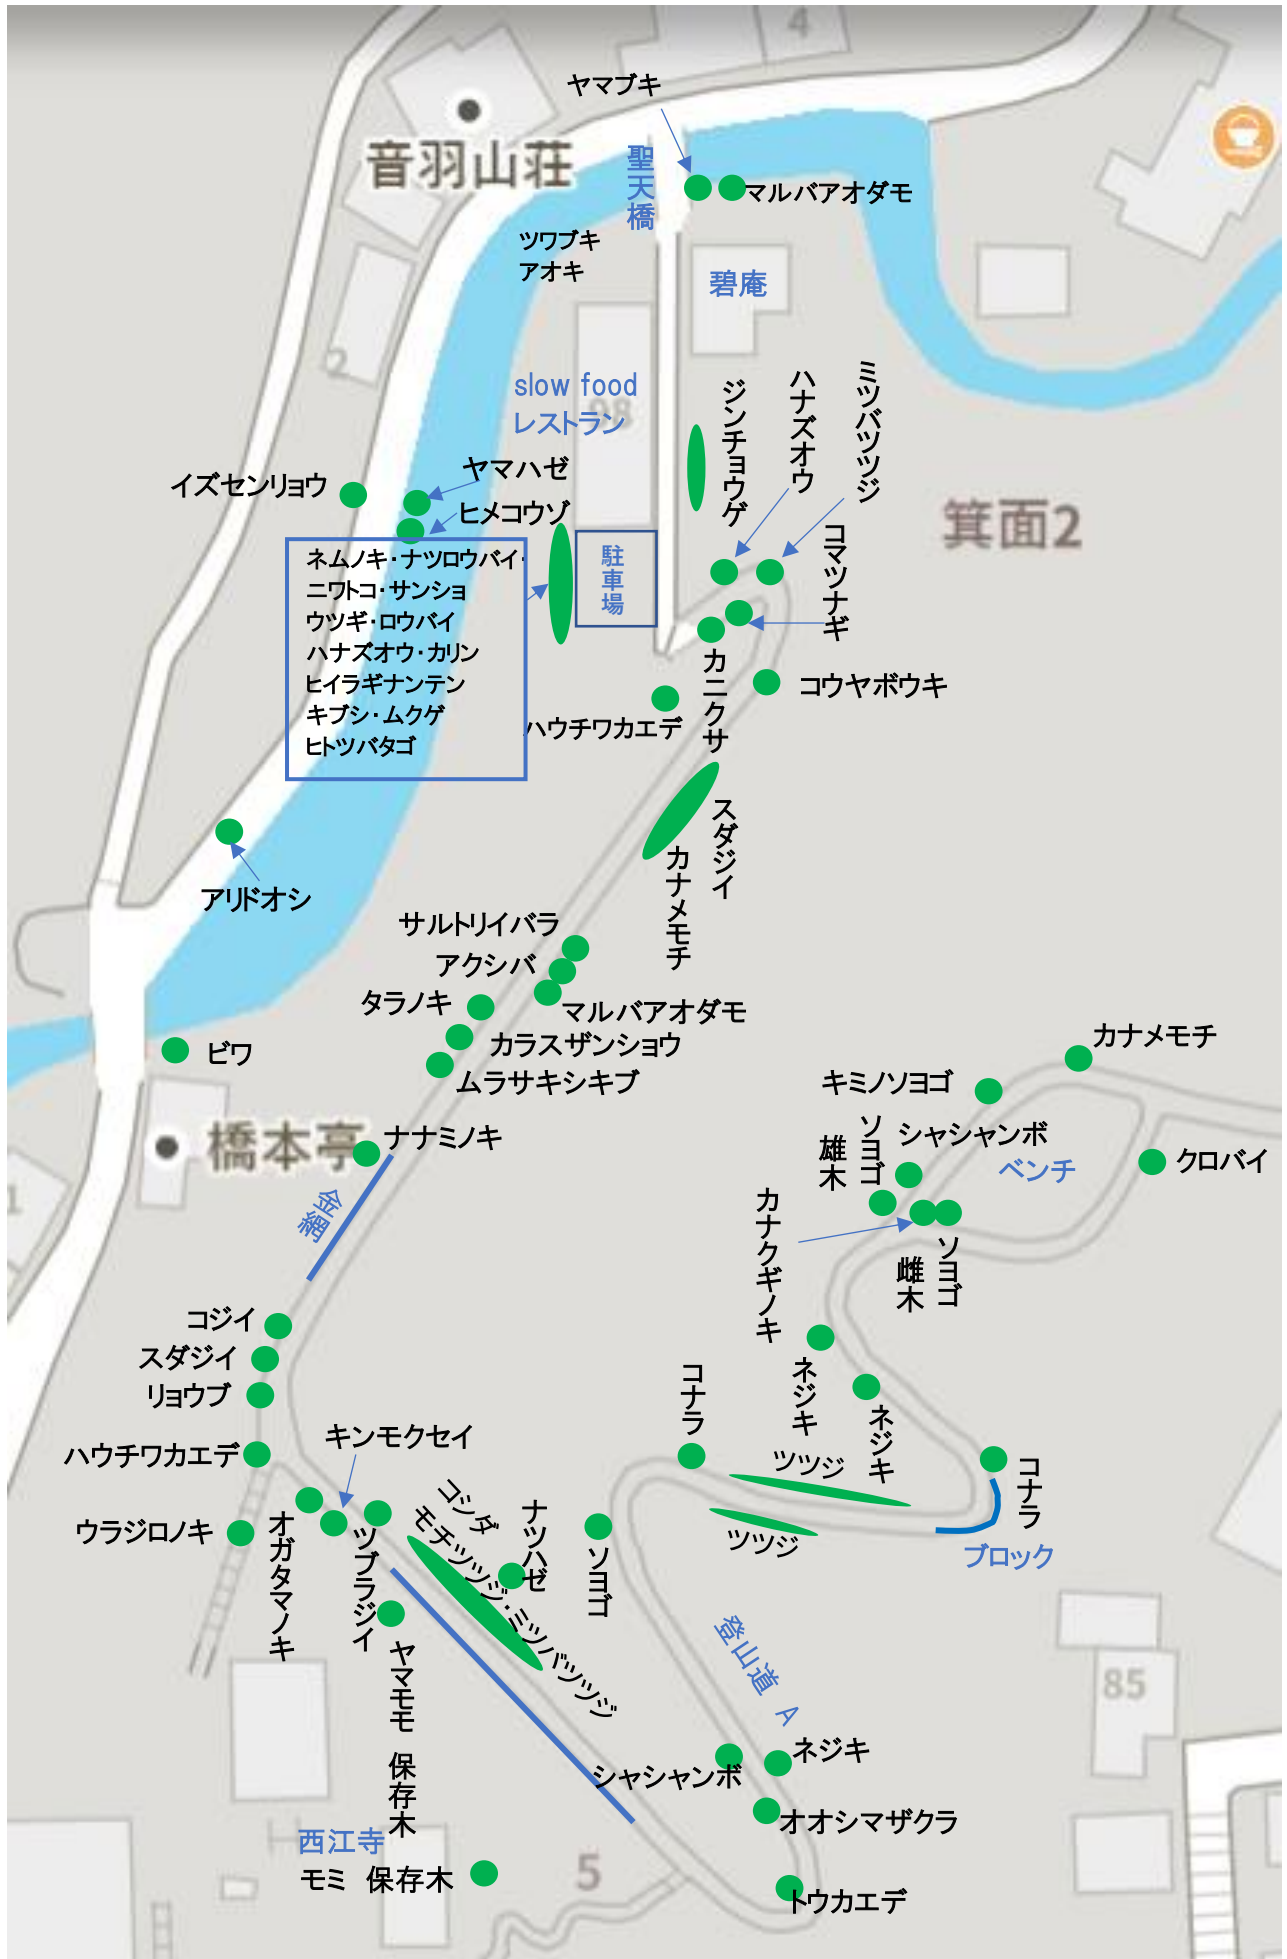 4
ヤマブキ
音羽山荘
聖天橋
マルバアオダモ
ツワブキ
アオキ
碧庵
2
slow food
レストラン
98
ジンチョウゲ
ハナズオウ
ミツバツツジ
イズセンリョウ
ヤマハゼ
ヒメコウゾ
箕面2
コマツナギ
駐車場
ネムノキ・ナツロウバイ・
ニワトコ・サンショ
ウツギ・ロウバイ
ハナズオウ・カリン
ヒイラギナンテン
キブシ・ムクゲ
ヒトツバタゴ
カニクサ
コウヤボウキ
ハウチワカエデ
スダジイ
カナメモチ
アリドオシ
サルトリイバラ
アクシバ
タラノキ
マルバアオダモ
カラスザンショウ
ムラサキシキブ
ビワ
カナメモチ
キミノソヨゴ
橋本亭
ナナミノキ
シャシャンボ
ソヨゴ
雄木
ベンチ
クロバイ
1
金網
カナクギノキ
ソヨゴ
雌木
コジイ
スダジイ
リョウブ
ネジキ
コナラ
ネジキ
ハウチワカエデ
キンモクセイ
ツツジ
コナラ
ウラジロノキ
オガタマノキ
ツブラジイ
コシダ
モチツツジ・ミツバツツジ
ナツハゼ
ソヨゴ
ツツジ
ブロック
ヤマモモ 保存木
登山道 A
85
シャシャンボ
ネジキ
オオシマザクラ
西江寺
モミ 保存木
5
トウカエデ